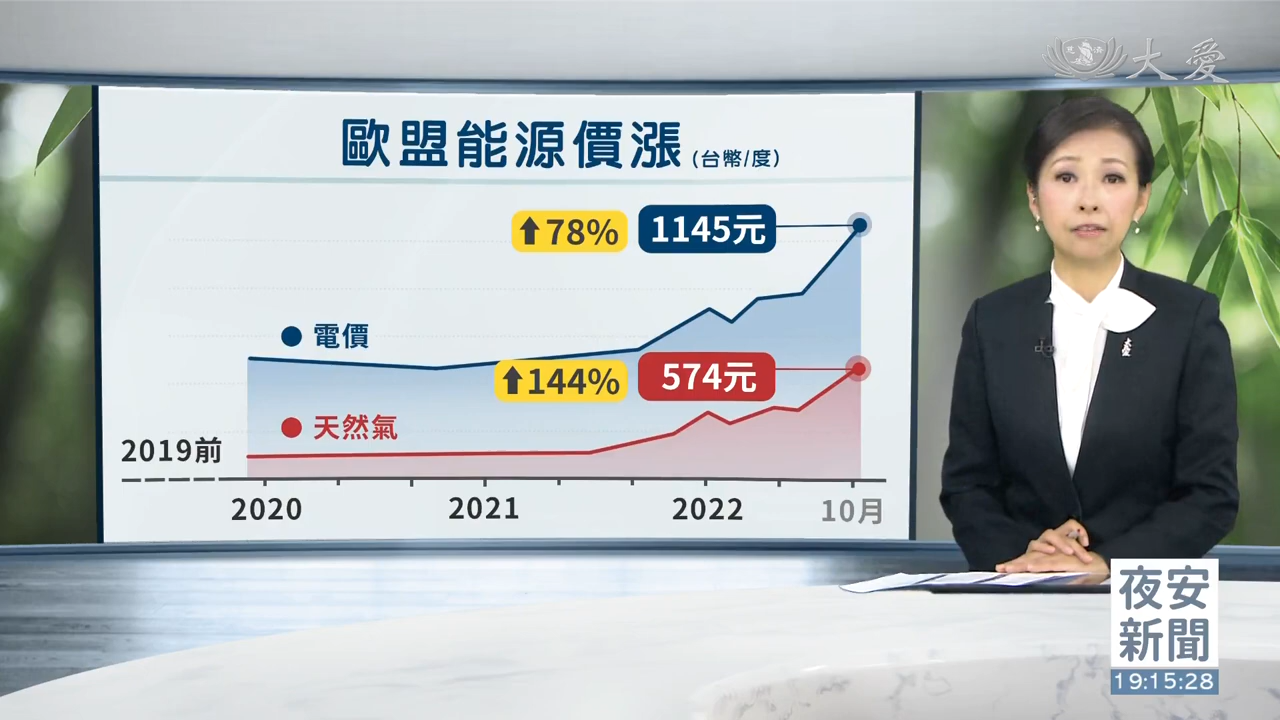 大愛
歐盟能源價漲(台幣/度)
78% 1145元
電價
144% 574元
天然氣
2019前
2020 2021 2022 10月
夜安
新聞
19:15:28